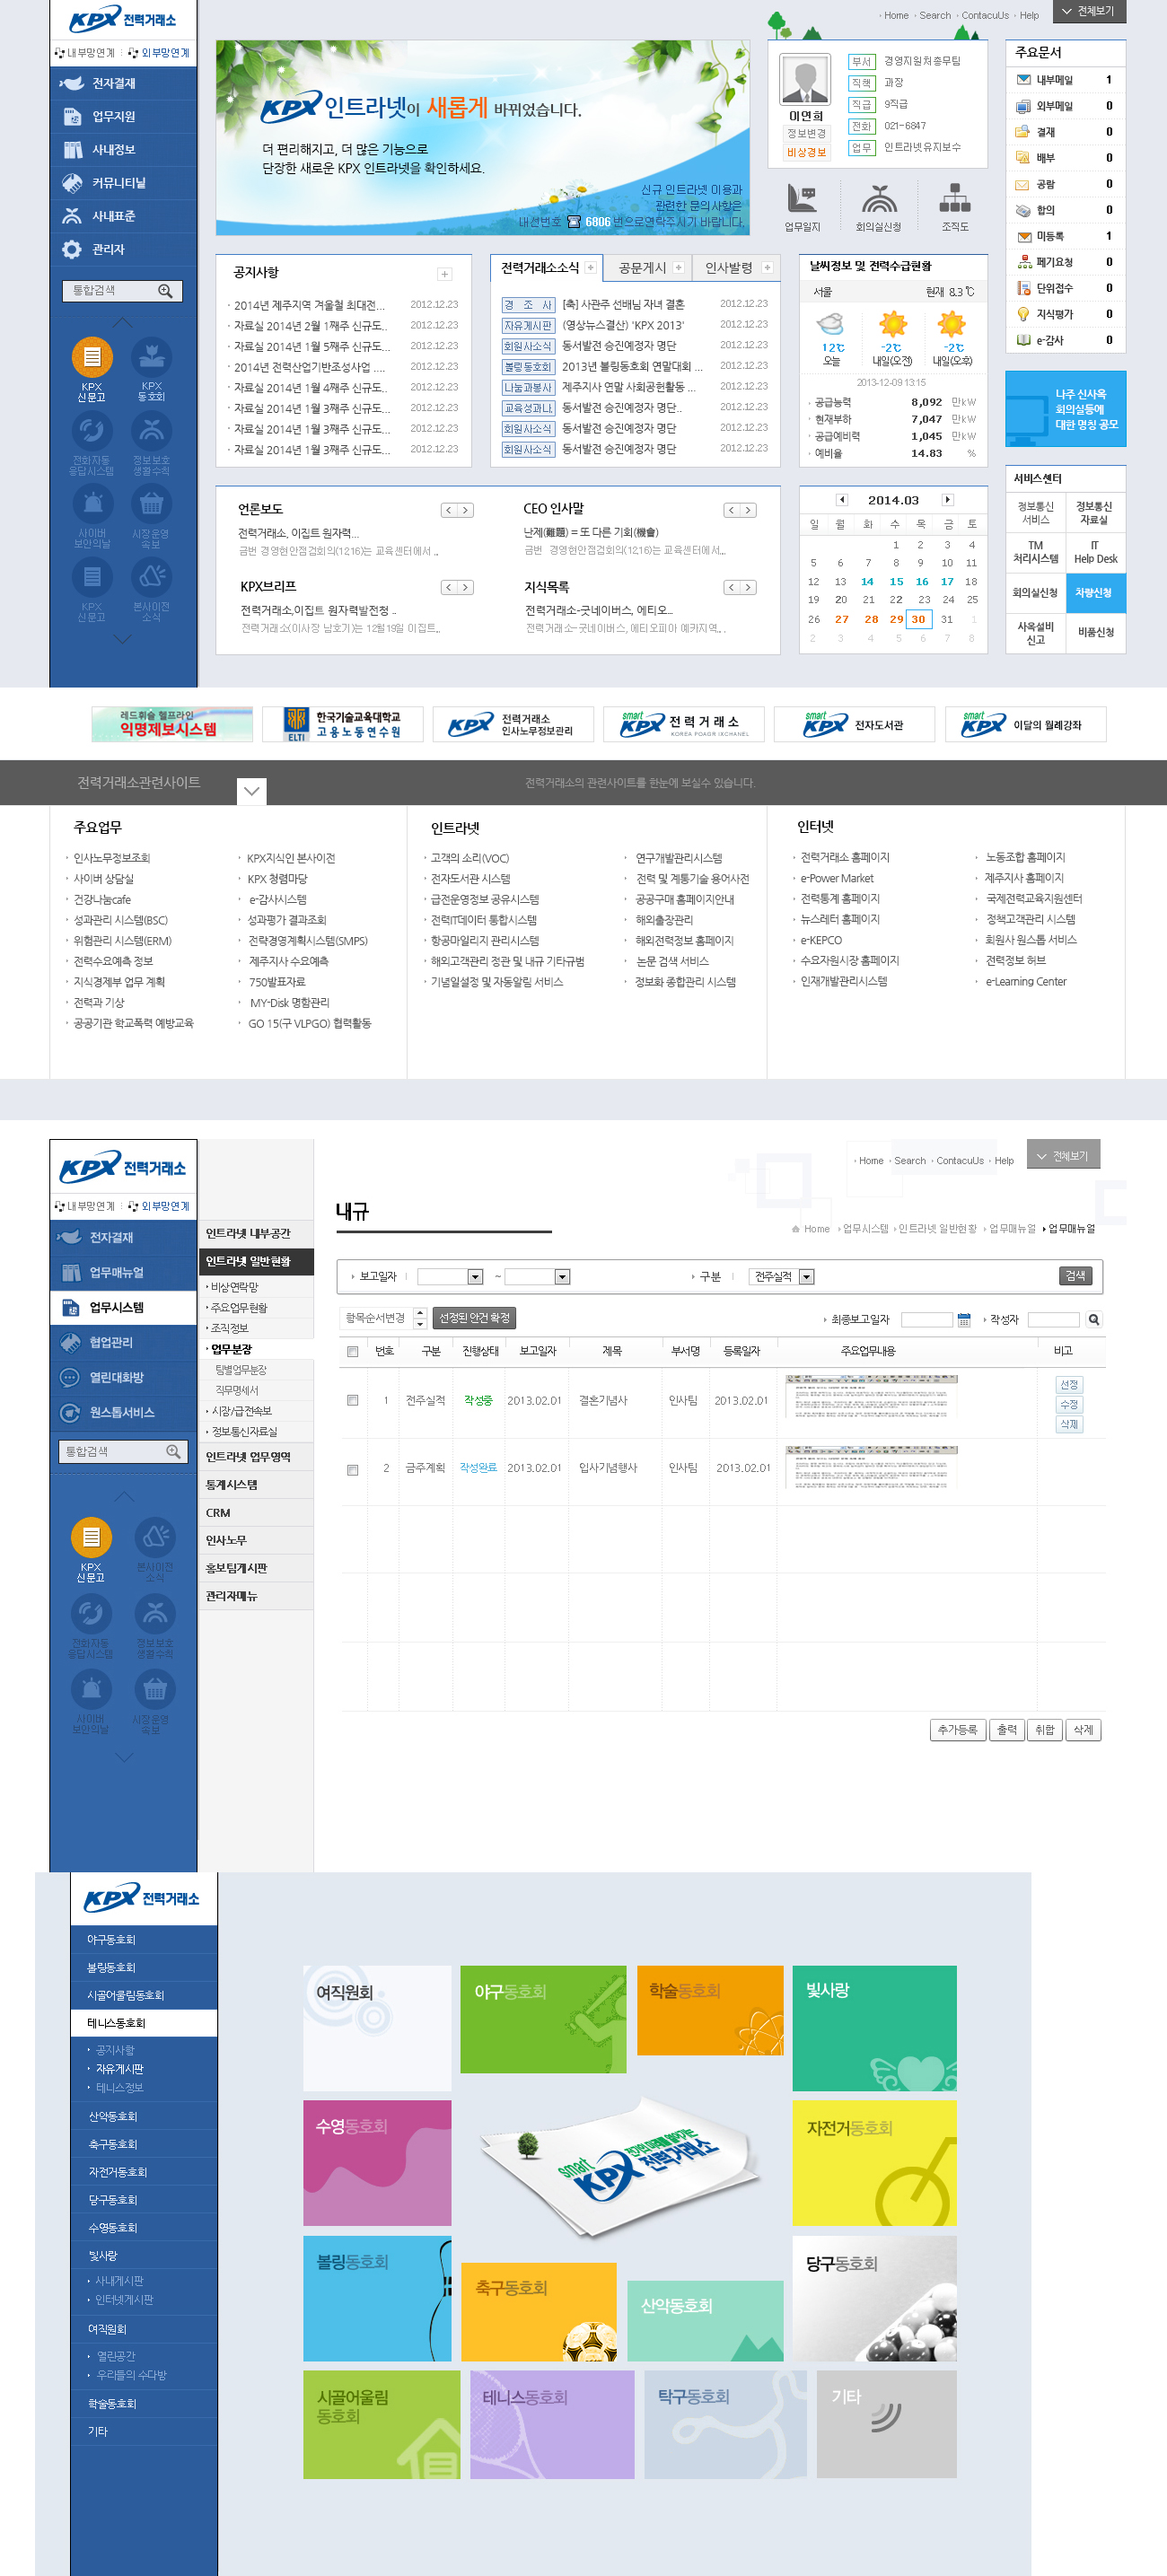 KPX 전력거래소
내부망연계
외부망연계
전자결재
업무지원
사내정보
커뮤니티
사내표준
관리자
통합검색
KPX
신문고
KPX
동호회
전화자동
응답시스템
정보보호
생활수칙
사이버
보안의날
시장운영
속보
KPX
신문고
본사이전
소식
Home
Search
ContacuUs
Help
전체보기
KPX 인트라넷이 새롭게 바뀌었습니다.
더 편리해지고, 더 많은 기능으로
단장한 새로운 KPX 인트라넷을 확인하세요.
신규 인트라넷 이용과
관련한 문의사항은
내선번호 6806 번으로연락주시기 바랍니다.
이연희
정보변경
비상경보
부서 경영지원처총무팀
직책 과장
직급 9직급
전화 021-6847
업무 인트라넷유지보수
업무일지
회의실신청
조직도
주요문서
내부메일 1
외부메일 0
결재 0
배부 0
공람 0
합의 0
미등록 1
폐기요청 0
단위접수 0
지식평가 0
e-감사 0
공지사항
2014년 제주지역 겨울철 최대전... 2012.12.23
자료실 2014년 2월 1째주 신규도.. 2012.12.23
자료실 2014년 1월 5째주 신규도... 2012.12.23
2014년 전력산업기반조성사업 .... 2012.12.23
자료실 2014년 1월 4째주 신규도.. 2012.12.23
자료실 2014년 1월 3째주 신규도... 2012.12.23
자료실 2014년 1월 3째주 신규도... 2012.12.23
자료실 2014년 1월 3째주 신규도... 2012.12.23
전력거래소소식
공문게시
인사발령
경 조 사 [축] 사관주 선배님 자녀 결혼 2012.12.23
자유게시판 (영상뉴스결산) 'KPX 2013' 2012.12.23
회원사소식 동서발전 승진예정자 명단 2012.12.23
볼링동호회 2013년 볼링동호회 연말대회 ... 2012.12.23
나눔과봉사 제주지사 연말 사회공헌활동 ... 2012.12.23
교육성과나 동서발전 승진예정자 명단.. 2012.12.23
회원사소식 동서발전 승진예정자 명단 2012.12.23
회원사소식 동서발전 승진예정자 명단 2012.12.23
날씨정보 및 전력수급현황
서울 현재 8.3℃
12℃
오늘
-2℃
내일(오전)
-2℃
내일(오후)
2013-12-09 13:15
공급능력 8,092 만kW
현재부하 7,047 만kW
공급예비력 1,045 만kW
예비율 14.83 %
나주 신사옥
회의실등에
대한 명칭 공모
서비스센터
정보통신
서비스
정보통신
자료실
TM
처리시스템
IT
Help Desk
회의실신청
차량신청
사옥설비
신고
비품신청
언론보도
전력거래소, 이집트 원자력...
금번 경영현안점검회의(12.16)는 교육센터에서 ..
CEO 인사말
난제(難題) = 또 다른 기회(機會)
금번 경영현안점검회의(12.16)는 교육센터에서...
KPX브리프
전력거래소,이집트 원자력발전청 ..
전력거래소(이사장 남호기)는 12월19일 이집트..
지식목록
전력거래소-굿네이버스, 에티오...
전력거래소-굿네이버스, 에티오피아 예카지역.. .
2014.03
일 월 화 수 목 금 토
1 2 3 4
5 6 7 8 9 10 11
12 13 14 15 16 17 18
19 20 21 22 23 24 25
26 27 28 29 30 31 1
2 3 4 5 6 7 8
레드휘슬 헬프라인
익명제보시스템
ELTI
한국기술교육대학교
고용노동연수원
KPX 전력거래소
인사노무정보관리
smart KPX 전력거래소
smart KPX 전자도서관
smart KPX 이달의 월례강좌
전력거래소관련사이트
전력거래소의 관련사이트를 한눈에 보실수 있습니다.
주요업무
인사노무정보조회
사이버 상담실
건강나눔cafe
성과관리 시스템(BSC)
위험관리 시스템(ERM)
전력수요예측 정보
지식경제부 업무 계획
전력과 기상
공공기관 학교폭력 예방교육
KPX지식인 본사이전
KPX 청렴마당
e-감사시스템
성과평가 결과조회
전략경영계획시스템(SMPS)
제주지사 수요예측
750발표자료
MY-Disk 명함관리
GO 15(구 VLPGO) 협력활동
인트라넷
고객의 소리(VOC)
전자도서관 시스템
급전운영정보 공유시스템
전력IT데이터 통합시스템
항공마일리지 관리시스템
해외고객관리 정관 및 내규 기타규범
기념일설정 및 자동알림 서비스
연구개발관리시스템
전력 및 계통기술 용어사전
공공구매 홈페이지안내
해외출장관리
해외전력정보 홈페이지
논문 검색 서비스
정보화 종합관리 시스템
인터넷
전력거래소 홈페이지
e-Power Market
전력통계 홈페이지
뉴스레터 홈페이지
e-KEPCO
수요자원시장 홈페이지
인재개발관리시스템
노동조합 홈페이지
제주지사 홈페이지
국제전력교육지원센터
정책고객관리 시스템
회원사 원스톱 서비스
전력정보 허브
e-Learning Center
KPX 전력거래소
내부망연계
외부망연계
전자결재
업무매뉴얼
업무시스템
협업관리
열린대화방
원스톱서비스
통합검색
KPX
신문고
본사이전
소식
전화자동
응답시스템
정보보호
생활수칙
사이버
보안의날
시장운영
속보
인트라넷 내부공간
인트라넷 일반현황
비상연락망
주요업무현황
조직정보
업무분장
팀별업무분장
직무명세서
시장/급전속보
정보통신자료실
인트라넷 업무영역
통계시스템
CRM
인사노무
홍보팀게시판
관리자메뉴
Home
Search
ContacuUs
Help
전체보기
내규
Home
업무시스템
인트라넷 일반현황
업무매뉴얼
업무매뉴얼
보고일자
~
구분
전주실적
검색
항목순서변경
선정된 안건 확정
최종보고일자
작성자
번호 구분 진행상태 보고일자 제목 부서명 등록일자 주요업무내용 비고
1 전주실적 작성중 2013.02.01 결혼기념사 인사팀 2013.02.01
선정
수정
삭제
2 금주계획 작성완료 2013.02.01 입사기념행사 인사팀 2013.02.01
추가등록
출력
취합
삭제
KPX 전력거래소
야구동호회
볼링동호회
시골어울림동호회
테니스동호회
공지사항
자유게시판
테니스정보
산악동호회
축구동호회
자전거동호회
당구동호회
수영동호회
빛사랑
사내게시판
인터넷게시판
여직원회
열린공간
우리들의 수다방
학술동호회
기타
여직원회
야구동호회
학술동호회
빛사랑
수영동호회
smart KPX 전력거래소
자전거동호회
볼링동호회
축구동호회
산악동호회
당구동호회
시골어울림
동호회
테니스동호회
탁구동호회
기타